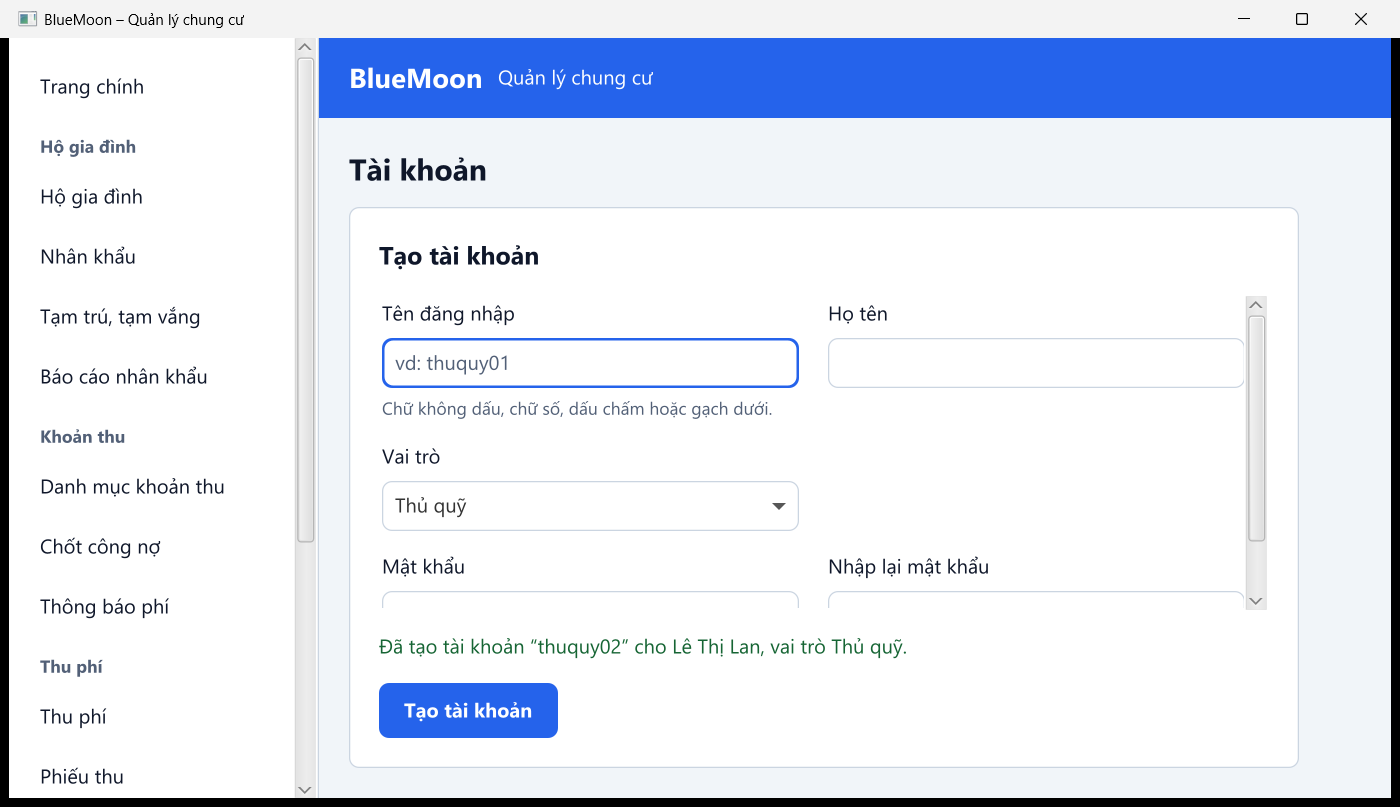 BlueMoon – Quản lý chung cư
Trang chính
Hộ gia đình
Hộ gia đình
Nhân khẩu
Tạm trú, tạm vắng
Báo cáo nhân khẩu
Khoản thu
Danh mục khoản thu
Chốt công nợ
Thông báo phí
Thu phí
Thu phí
Phiếu thu
BlueMoon Quản lý chung cư
Tài khoản
Tạo tài khoản
Tên đăng nhập
Họ tên
vd: thuquy01
Chữ không dấu, chữ số, dấu chấm hoặc gạch dưới.
Vai trò
Thủ quỹ
Mật khẩu
Nhập lại mật khẩu
Đã tạo tài khoản “thuquy02” cho Lê Thị Lan, vai trò Thủ quỹ.
Tạo tài khoản